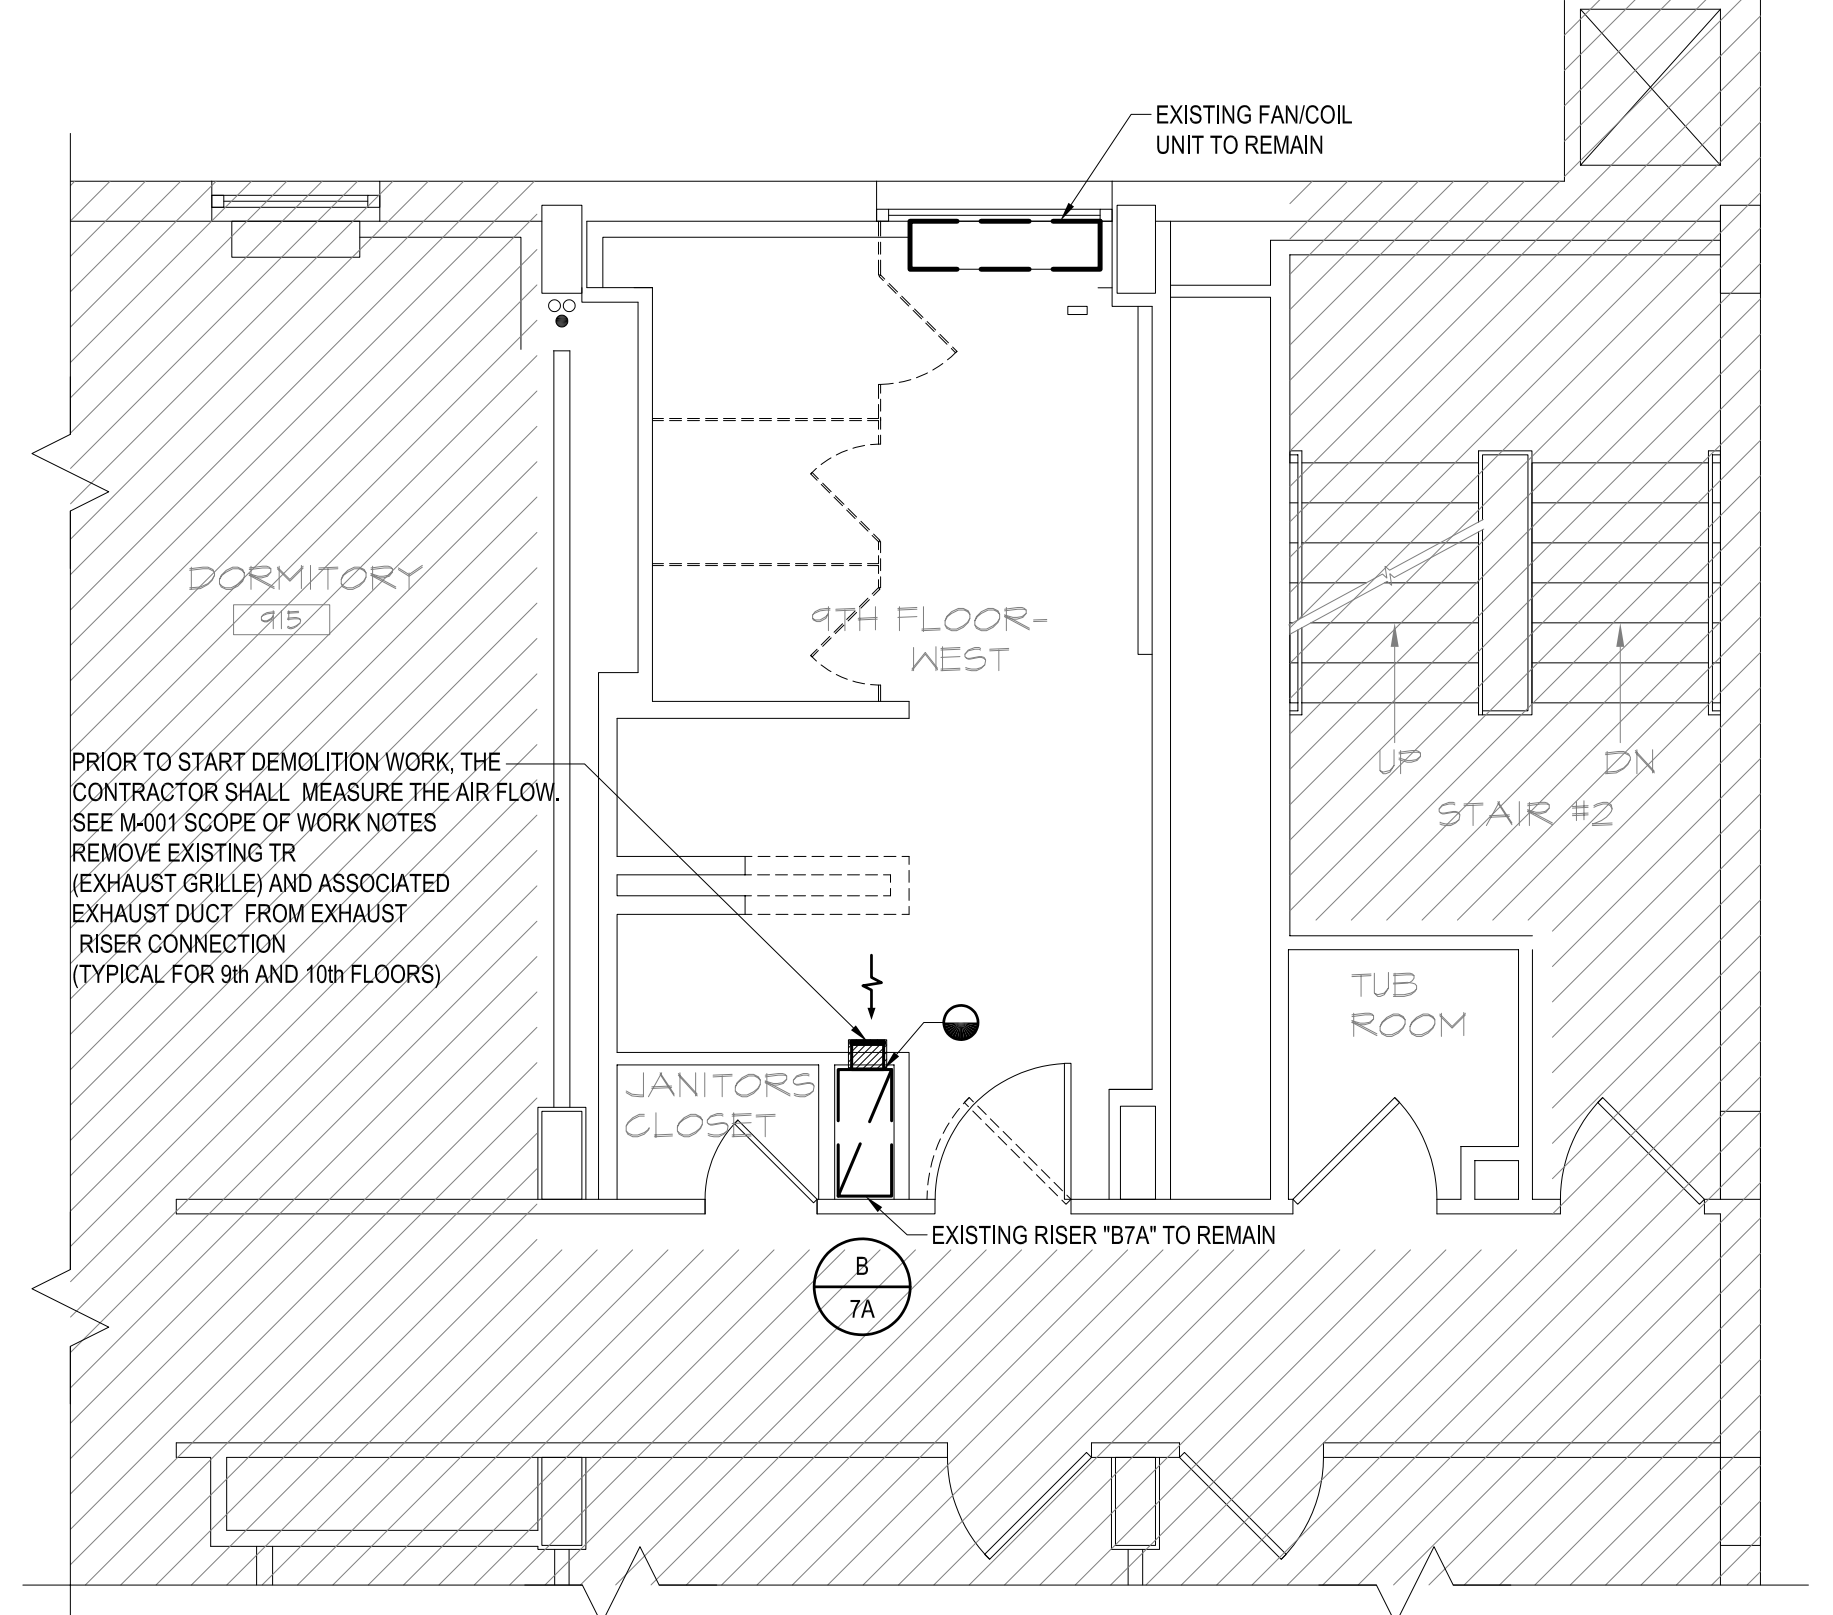 EXISTING FAN/COIL
UNIT TO REMAIN
DORMITORY
915
9TH FLOOR-
WEST
PRIOR TO START DEMOLITION WORK, THE
CONTRACTOR SHALL MEASURE THE AIR FLOW.
SEE M-001 SCOPE OF WORK NOTES
REMOVE EXISTING TR
(EXHAUST GRILLE) AND ASSOCIATED
EXHAUST DUCT FROM EXHAUST
RISER CONNECTION
(TYPICAL FOR 9th AND 10th FLOORS)
UP
DN
STAIR #2
TUB
ROOM
JANITORS
CLOSET
EXISTING RISER "B7A" TO REMAIN
B
7A